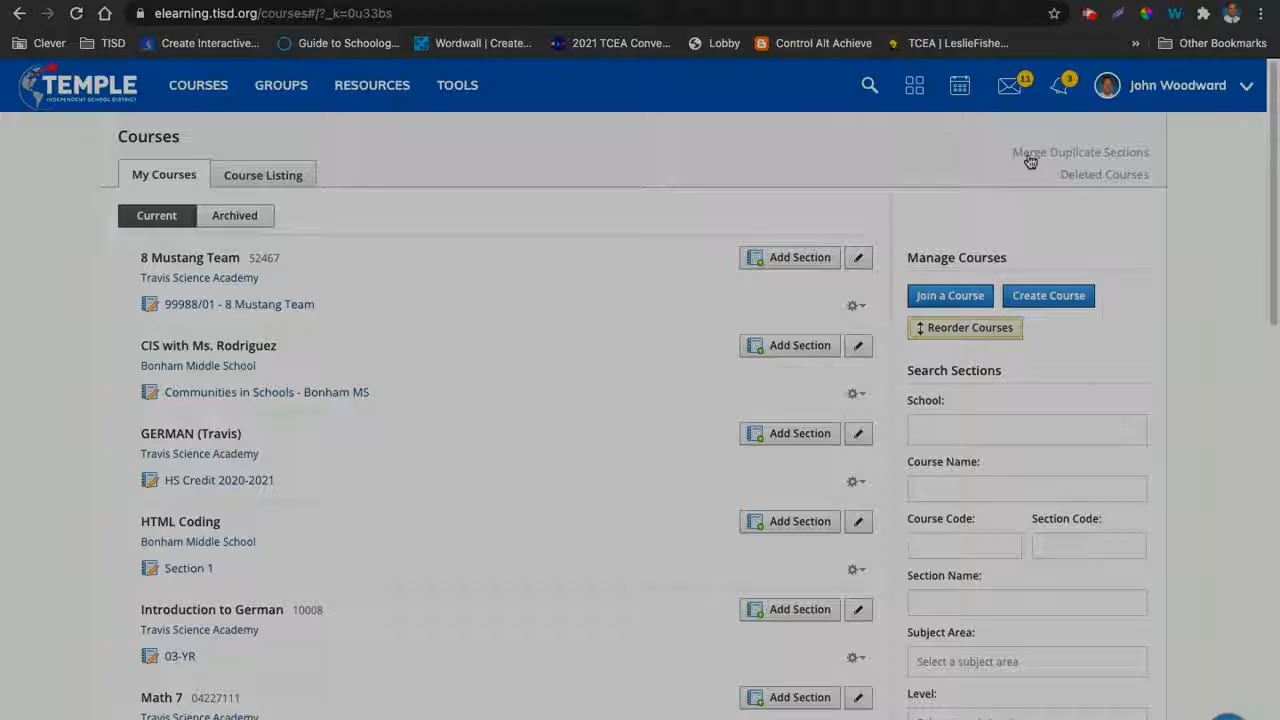 elearning.tisd.org/courses#/?_k=0u33bs
Clever TISD Create Interactive... Guide to Schoolog... Wordwall | Create... 2021 TCEA Conve... Lobby Control Alt Achieve TCEA | LeslieFishe... » Other Bookmarks
TEMPLE
INDEPENDENT SCHOOL DISTRICT
COURSES GROUPS RESOURCES TOOLS 11 3 John Woodward
Courses
Merge Duplicate Sections
Deleted Courses
My Courses Course Listing
Current Archived
8 Mustang Team 52467 Add Section
Travis Science Academy
99988/01 - 8 Mustang Team
CIS with Ms. Rodriguez Add Section
Bonham Middle School
Communities in Schools - Bonham MS
GERMAN (Travis) Add Section
Travis Science Academy
HS Credit 2020-2021
HTML Coding Add Section
Bonham Middle School
Section 1
Introduction to German 10008 Add Section
Travis Science Academy
03-YR
Math 7 04227111 Add Section
Travis Science Academy
Manage Courses
Join a Course Create Course
Reorder Courses
Search Sections
School:
Course Name:
Course Code: Section Code:
Section Name:
Subject Area:
Select a subject area
Level: